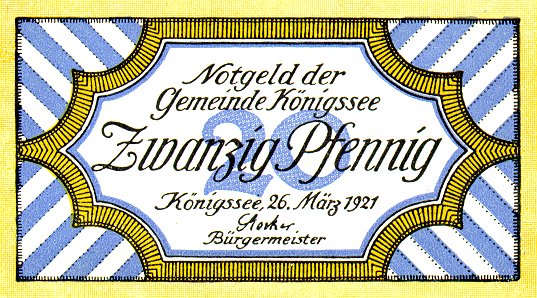 Notgeld der
Gemeinde Königssee
20
Zwanzig Pfennig
Königssee, 26. März 1921
Bürgermeister